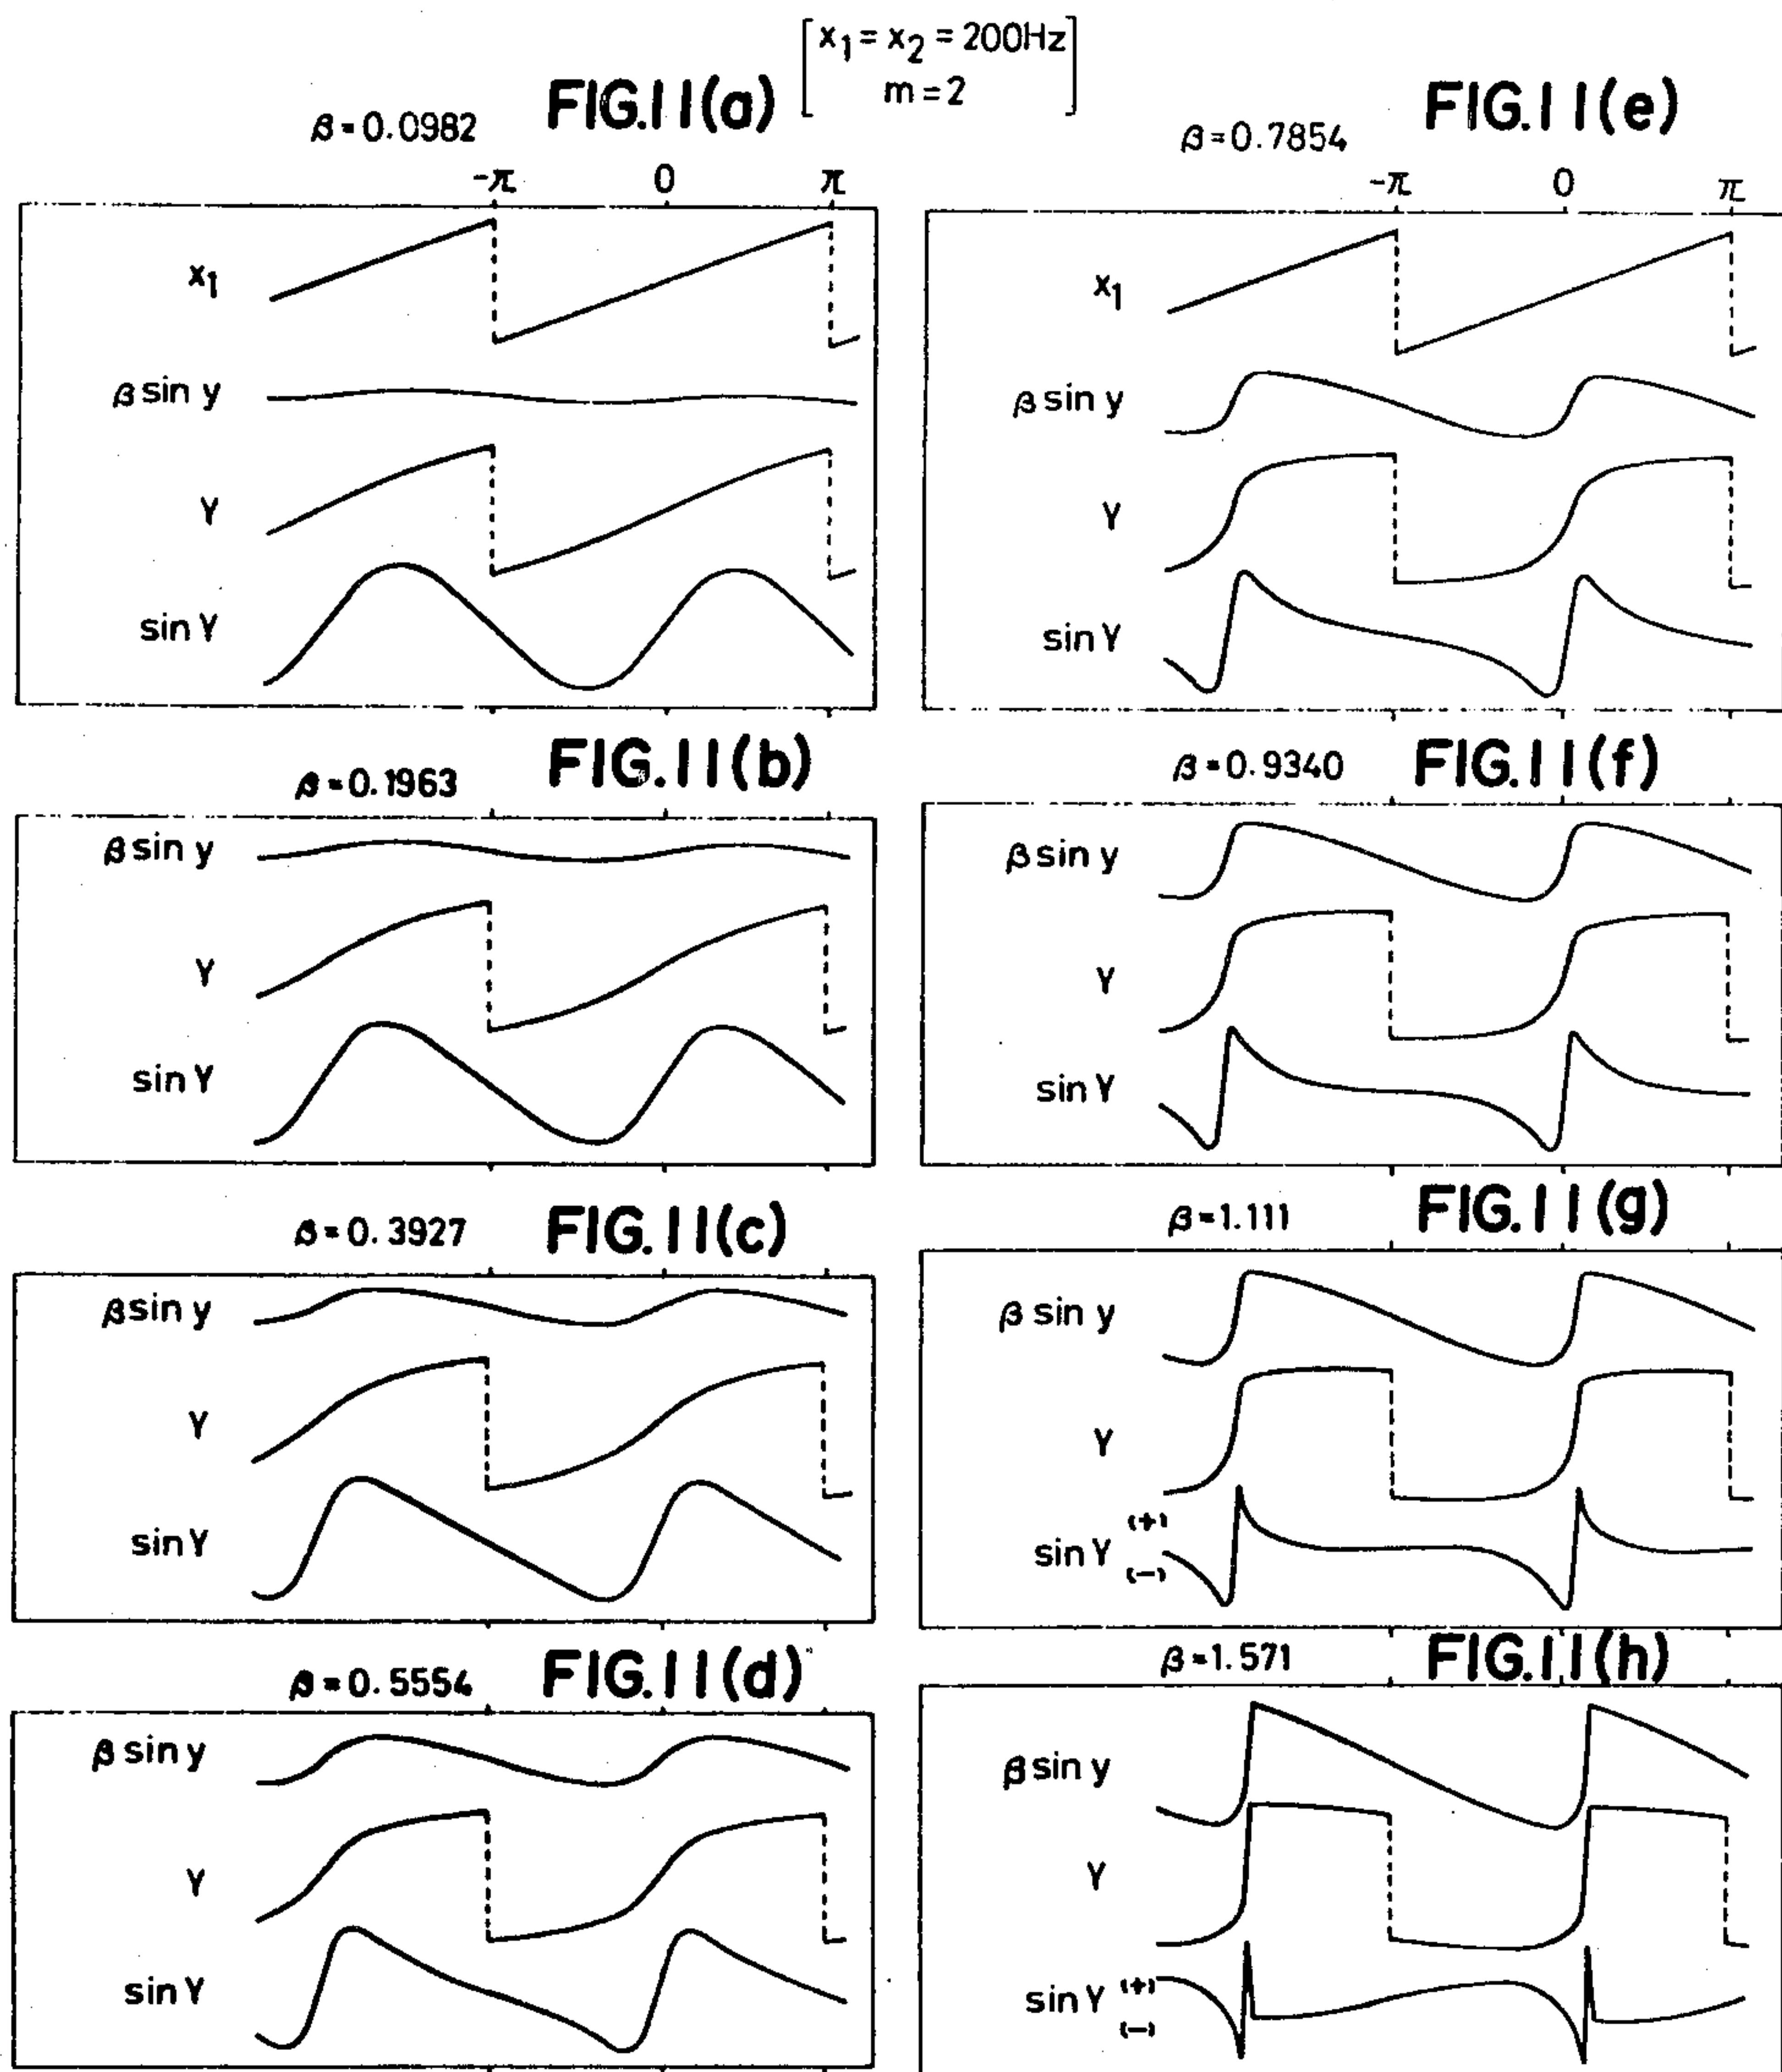 [x₁ = x₂ = 200Hz
m = 2]
FIG.11(a)
β = 0.0982
-π 0 π
x₁
β sin y
Y
sin Y
FIG.11(b)
β = 0.1963
β sin y
Y
sin Y
FIG.11(c)
β = 0.3927
β sin y
Y
sin Y
FIG.11(d)
β = 0.5554
β sin y
Y
sin Y
FIG.11(e)
β = 0.7854
-π 0 π
x₁
β sin y
Y
sin Y
FIG.11(f)
β = 0.9340
β sin y
Y
sin Y
FIG.11(g)
β = 1.111
β sin y
Y
(+)
sin Y
(−)
FIG.11(h)
β = 1.571
β sin y
Y
sin Y (+)
(−)